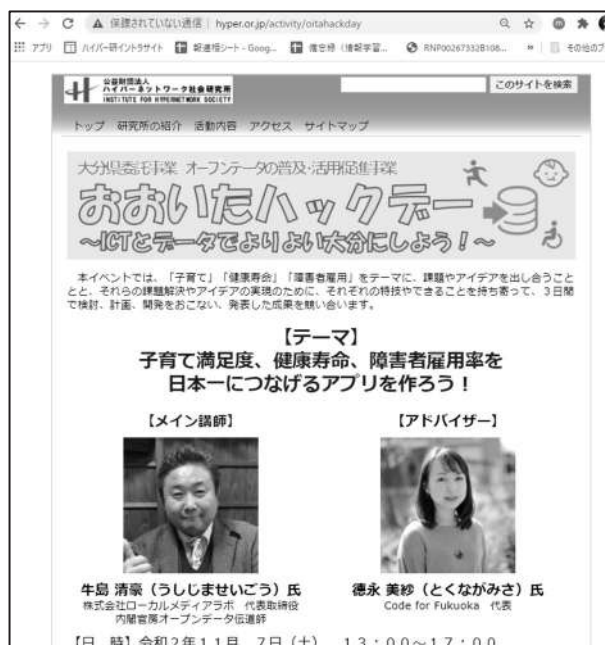 保護されていない通信 | hyper.or.jp/activity/oitahackday
アプリ ハイパー研イントラサイト 報連相シート - Goog... 備忘録(情報学習... RNP00267332B108... » その他のブ
公益財団法人
ハイパーネットワーク社会研究所
INSTITUTE FOR HYPERNETWORK SOCIETY
このサイトを検索
トップ 研究所の紹介 活動内容 アクセス サイトマップ
大分県委託事業 オープンデータの普及・活用促進事業
おおいたハックデー
～ICTとデータでよりよい大分にしよう!～
本イベントでは、「子育て」「健康寿命」「障害者雇用」をテーマに、課題やアイデアを出し合うこと
とと、それらの課題解決やアイデアの実現のために、それぞれの特技やできることを持ち寄って、3日間
で検討、計画、開発をおこない、発表した成果を競い合います。
【テーマ】
子育て満足度、健康寿命、障害者雇用率を
日本一につなげるアプリを作ろう!
【メイン講師】
【アドバイザー】
牛島 清豪(うしじませいごう)氏
株式会社ローカルメディアラボ 代表取締役
内閣官房オープンデータ伝道師
徳永 美紗(とくながみさ)氏
Code for Fukuoka 代表
【日 時】令和2年11月 7日(土) 13:00~17:00